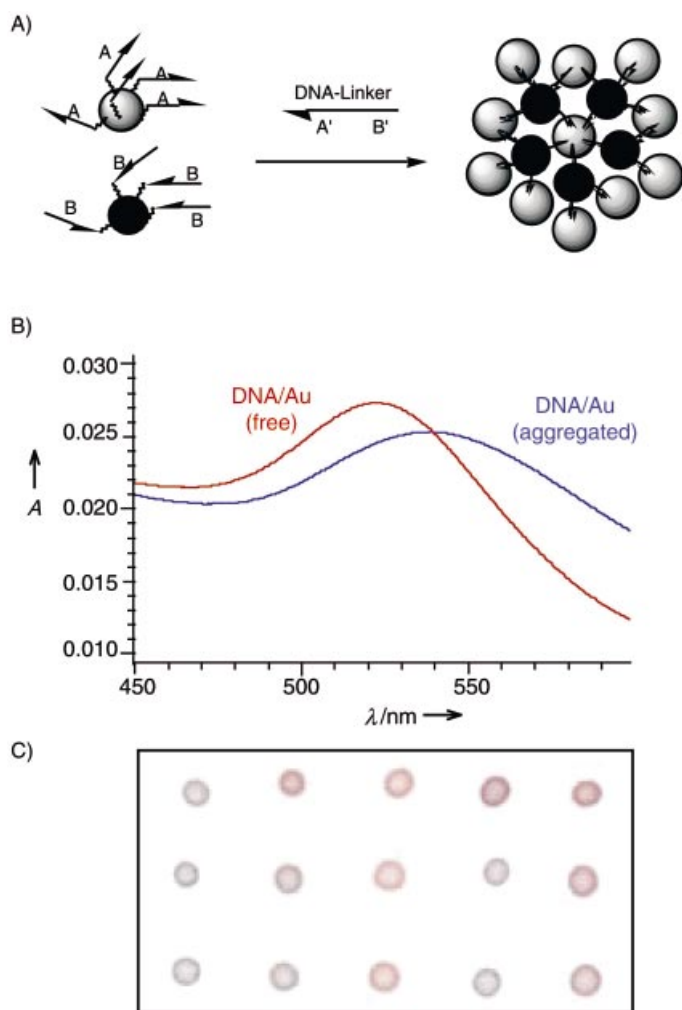 A)
A
A
A
A
B
B
B
B
DNA-Linker
A' B'
B)
0.030
0.025
0.020
0.015
0.010
A
DNA/Au
(free)
DNA/Au
(aggregated)
450 500 550
λ/nm
C)